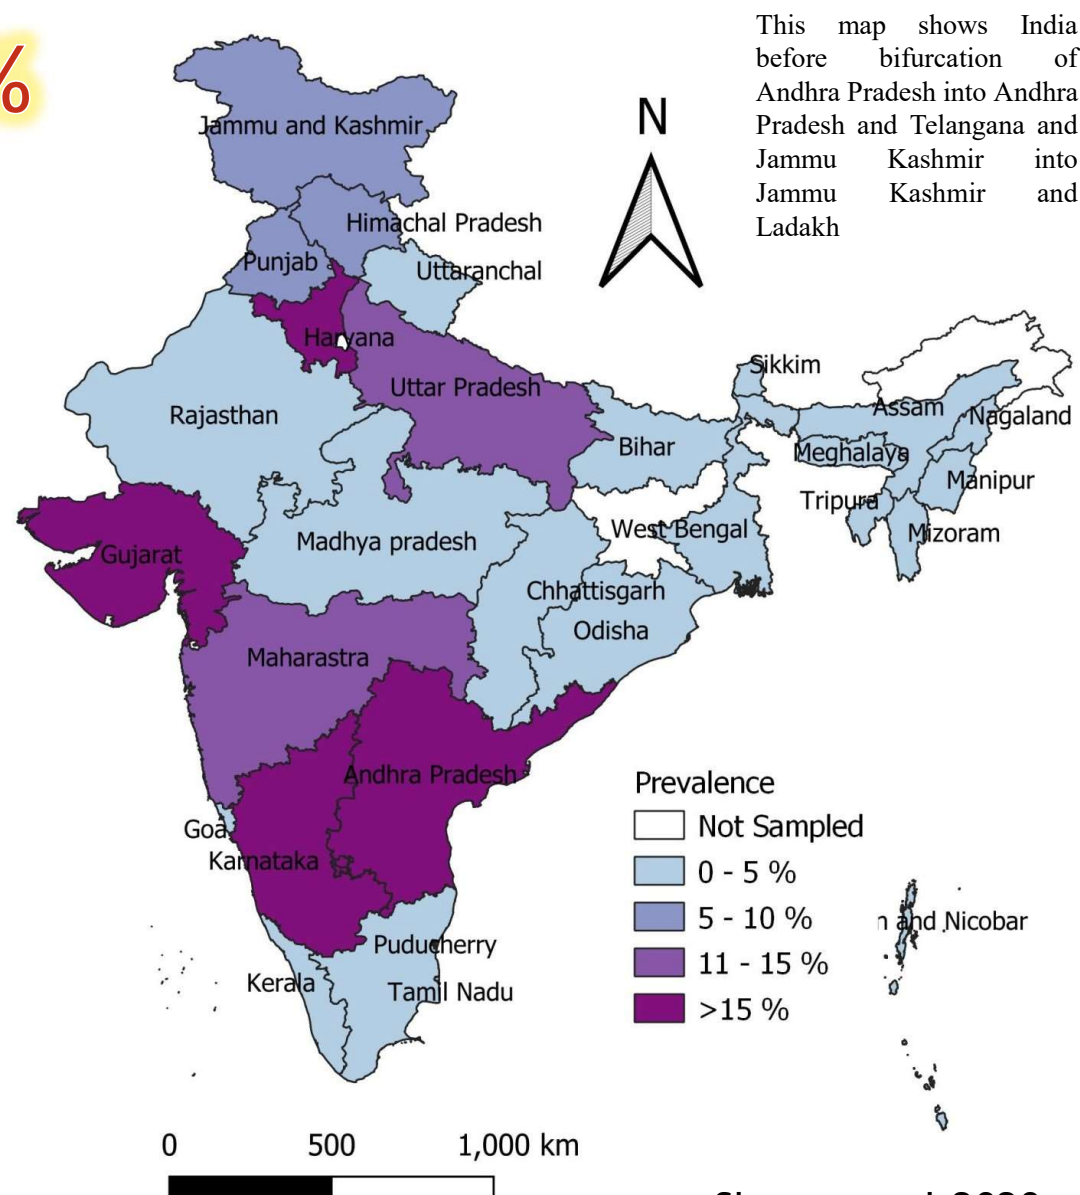 %
This map shows India
before bifurcation of
Andhra Pradesh into Andhra
Pradesh and Telangana and
Jammu Kashmir into
Jammu Kashmir and
Ladakh
N
Jammu and Kashmir
Himachal Pradesh
Punjab
Uttaranchal
Haryana
Sikkim
Uttar Pradesh
Rajasthan
Assam
Nagaland
Bihar
Meghalaya
Manipur
Tripura
West Bengal
Mizoram
Madhya pradesh
Gujarat
Chhattisgarh
Odisha
Maharastra
Andhra Pradesh
Goa
Karnataka
Puducherry
Kerala
Tamil Nadu
n and Nicobar
Prevalence
Not Sampled
0 - 5 %
5 - 10 %
11 - 15 %
>15 %
0 500 1,000 km